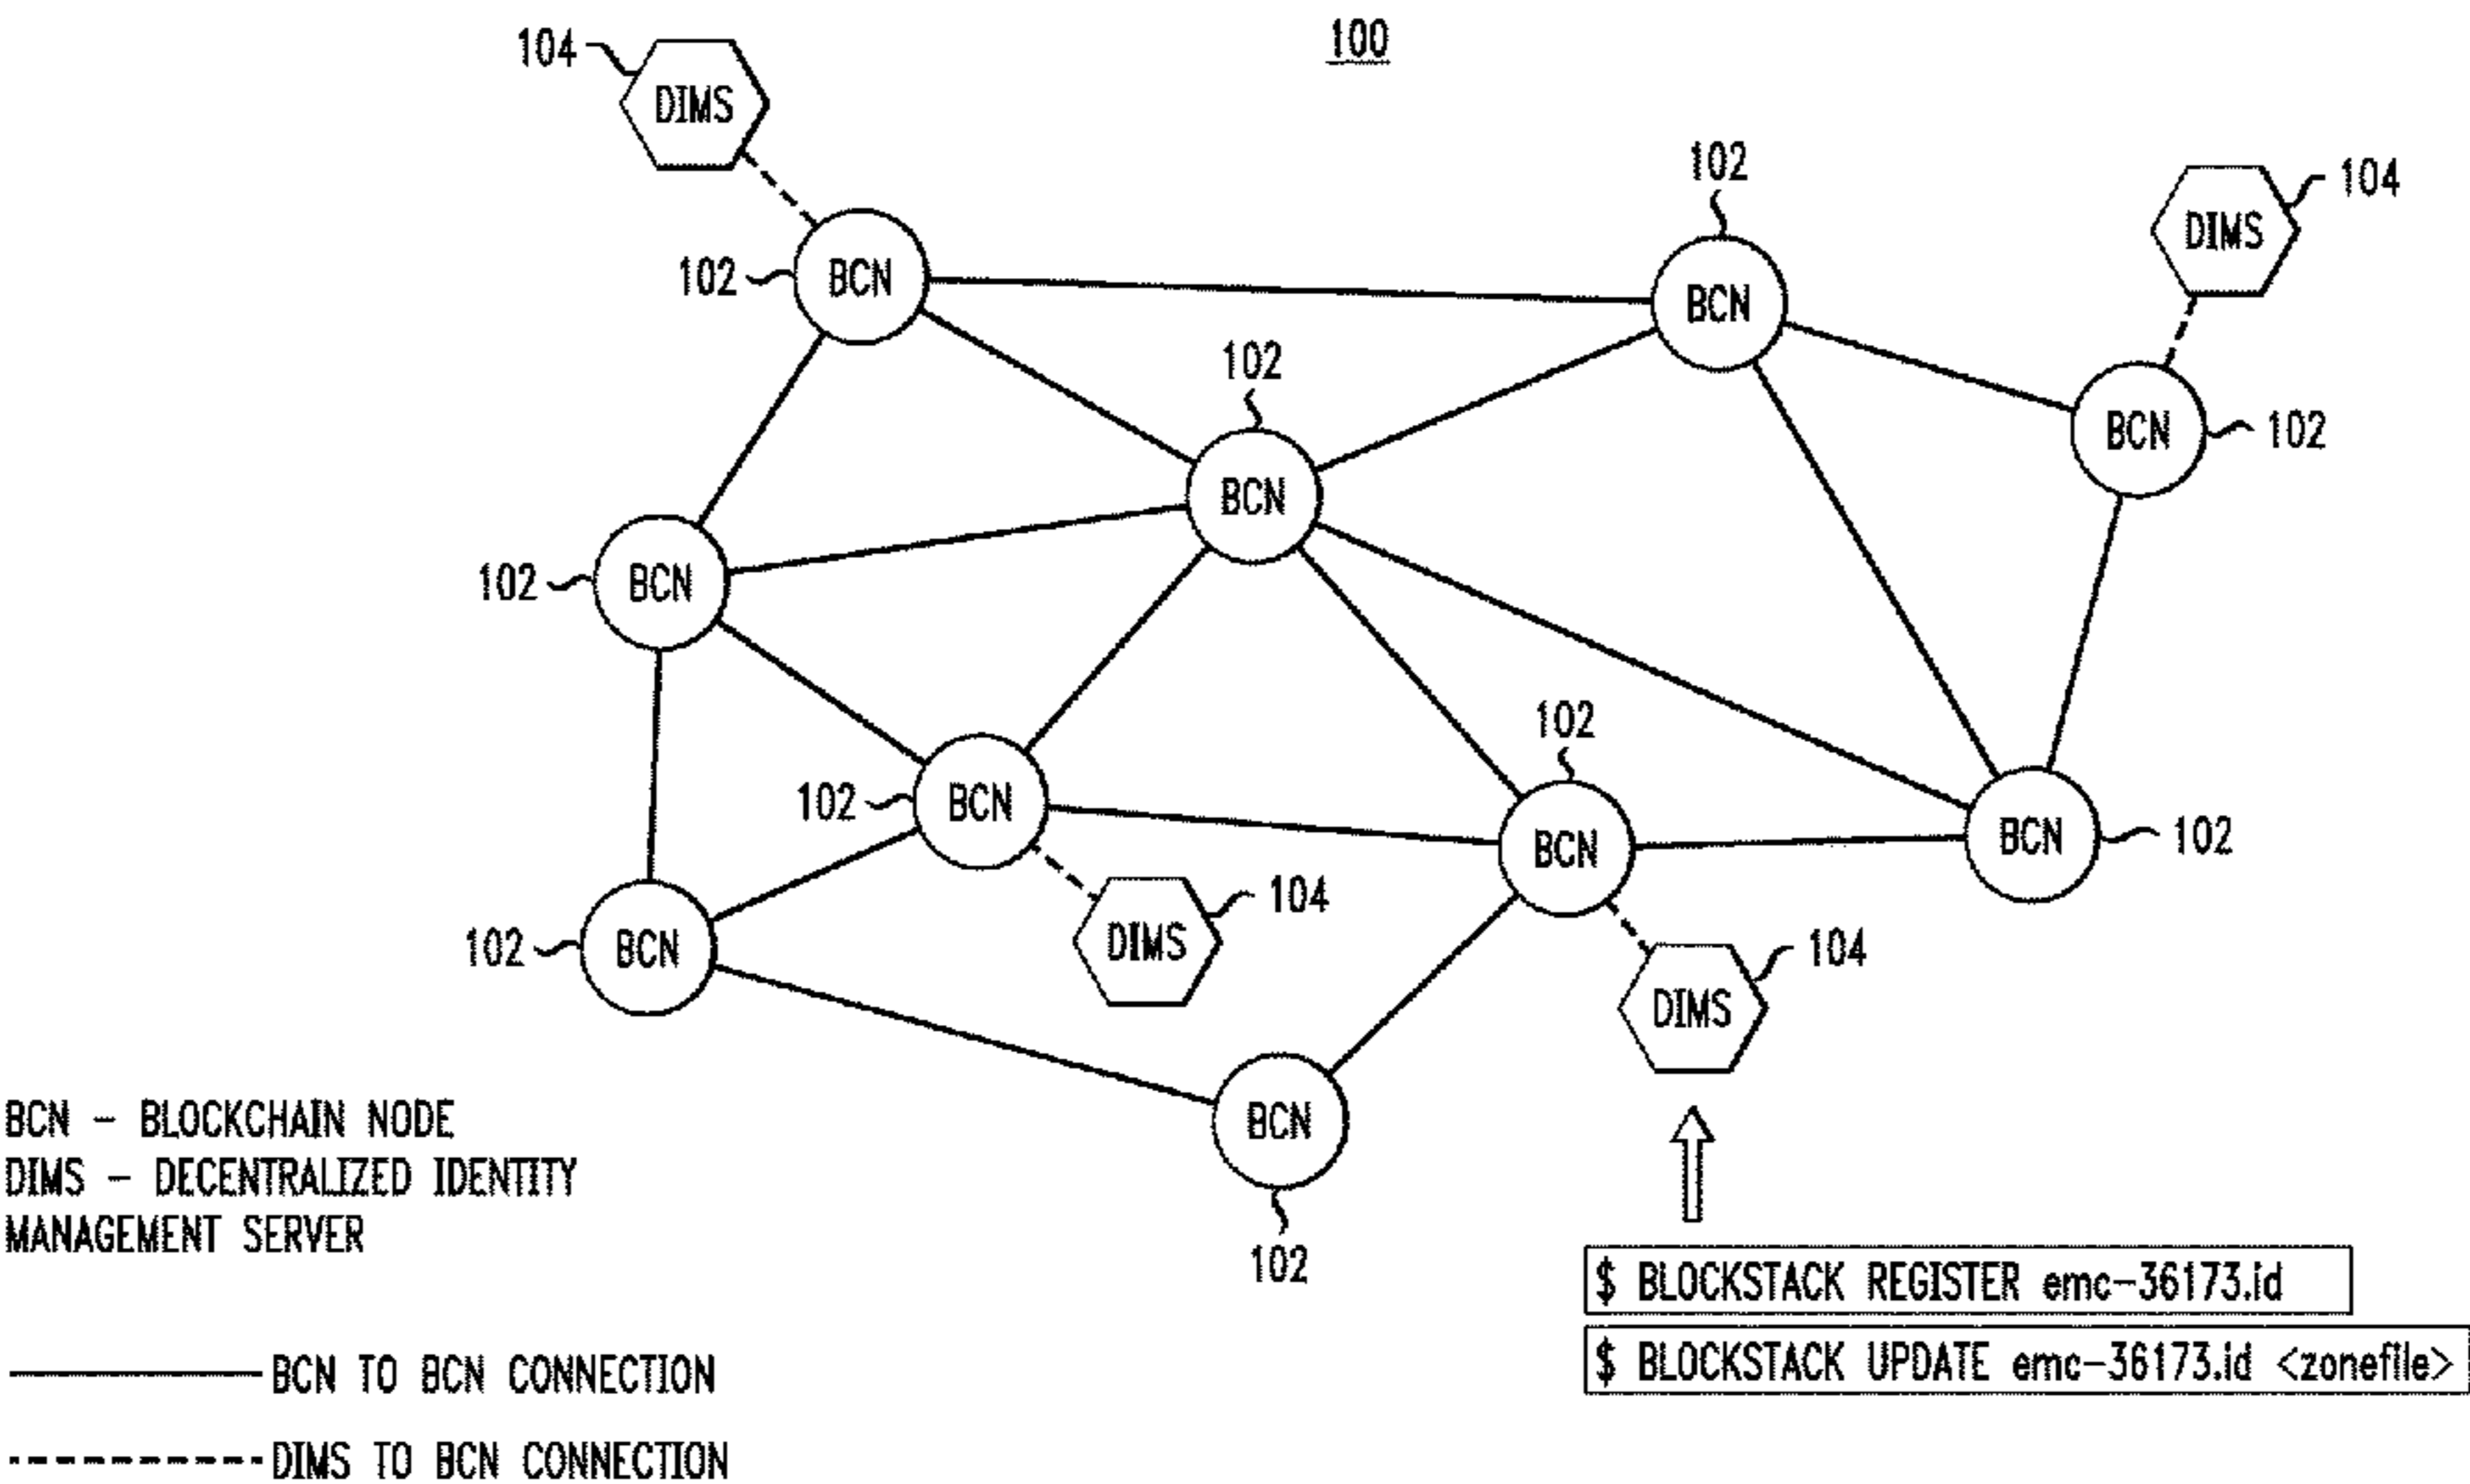 100
104
DIMS
102
104
DIMS
102
BCN
BCN
102
BCN
102
BCN
102
BCN
102
102
BCN
102
BCN
BCN
102
104
DIMS
102
BCN
104
DIMS
BCN
102
BCN - BLOCKCHAIN NODE
DIMS - DECENTRALIZED IDENTITY
MANAGEMENT SERVER
$ BLOCKSTACK REGISTER emc-36173.id
$ BLOCKSTACK UPDATE emc-36173.id <zonefile>
BCN TO BCN CONNECTION
DIMS TO BCN CONNECTION